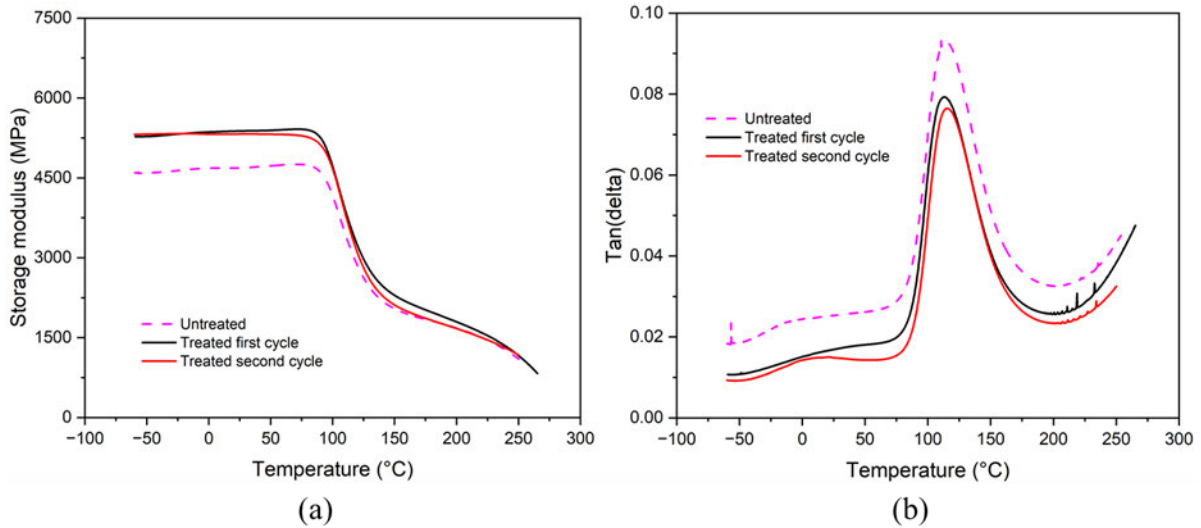 7500
6000
4500
3000
1500
0
Storage modulus (MPa)
Untreated
Treated first cycle
Treated second cycle
−100 −50 0 50 100 150 200 250 300
Temperature (°C)
(a)
0.10
0.08
0.06
0.04
0.02
0.00
Tan(delta)
Untreated
Treated first cycle
Treated second cycle
−100 −50 0 50 100 150 200 250 300
Temperature (°C)
(b)